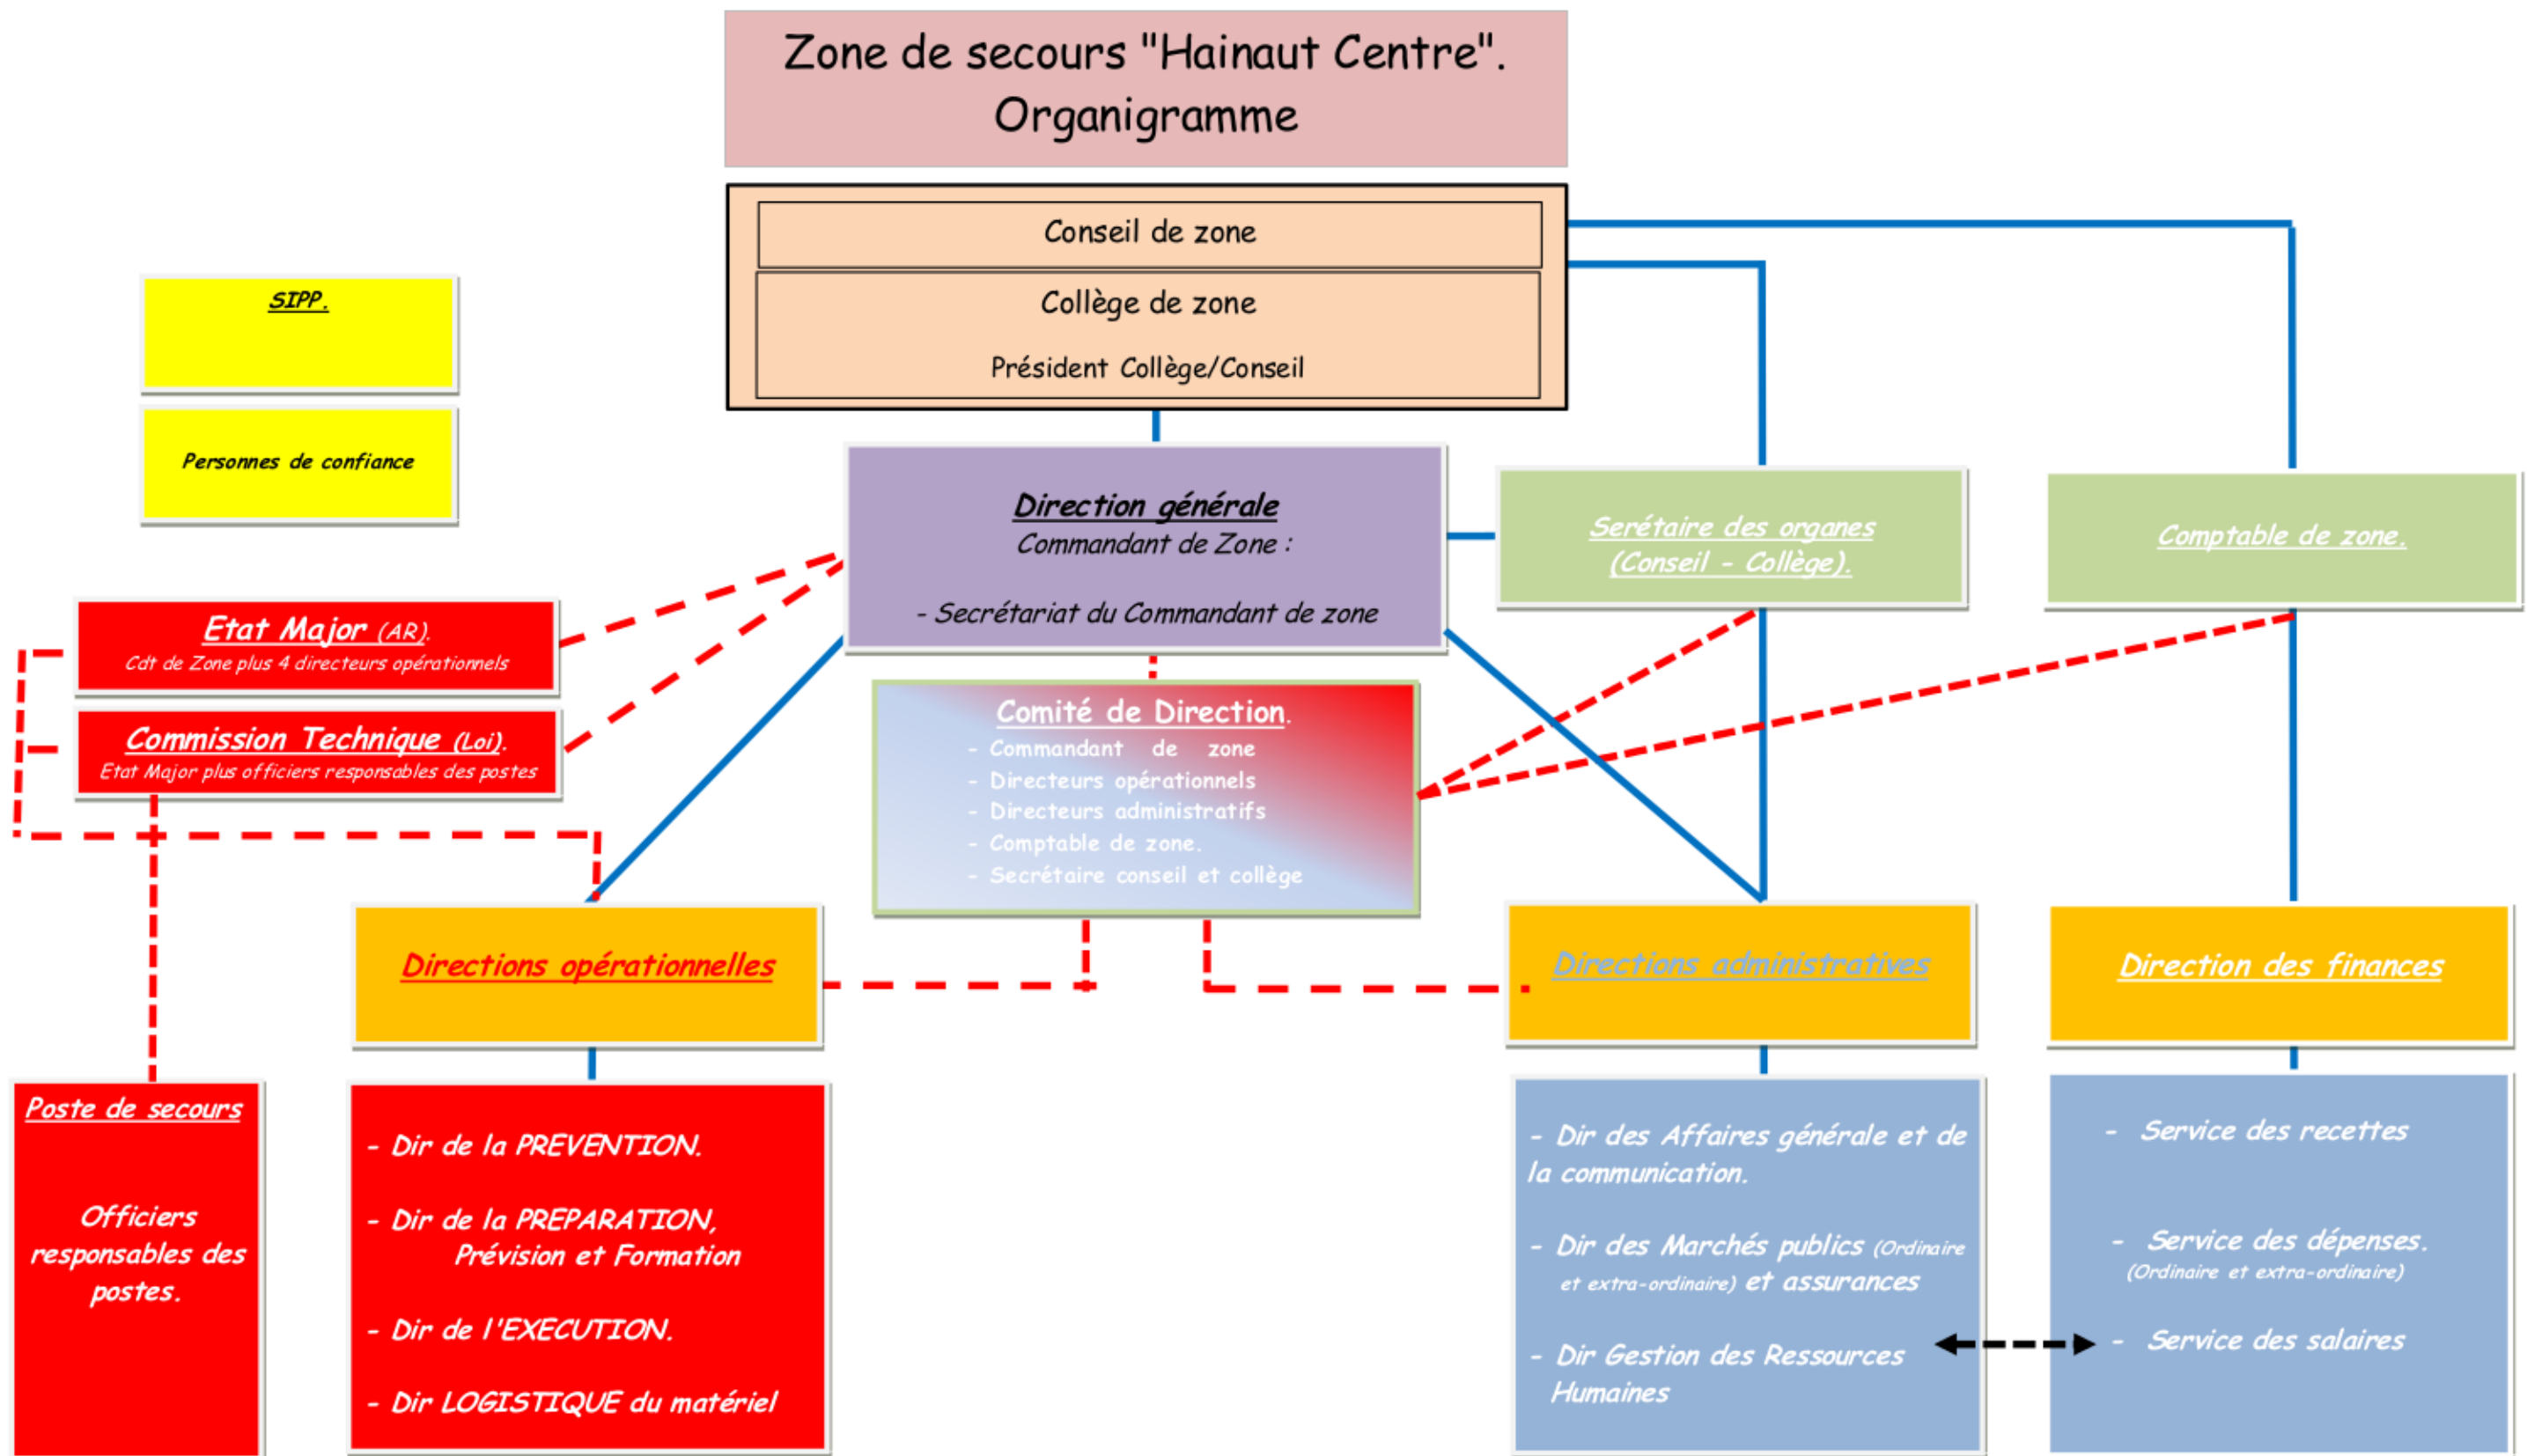 Zone de secours "Hainaut Centre".
Organigramme
Conseil de zone
Collège de zone
Président Collège/Conseil
SIPP.
Personnes de confiance
Direction générale
Commandant de Zone :
- Secrétariat du Commandant de zone
Serétaire des organes
(Conseil - Collège).
Comptable de zone.
Etat Major (AR).
Cdt de Zone plus 4 directeurs opérationnels
Commission Technique (Loi).
Etat Major plus officiers responsables des postes
Comité de Direction.
- Commandant de zone
- Directeurs opérationnels
- Directeurs administratifs
- Comptable de zone.
- Secrétaire conseil et collège
Directions opérationnelles
Directions administratives
Direction des finances
Poste de secours
Officiers
responsables des
postes.
- Dir de la PREVENTION.
- Dir de la PREPARATION,
Prévision et Formation
- Dir de l'EXECUTION.
- Dir LOGISTIQUE du matériel
- Dir des Affaires générale et de
la communication.
- Dir des Marchés publics (Ordinaire
et extra-ordinaire) et assurances
- Dir Gestion des Ressources
Humaines
- Service des recettes
- Service des dépenses.
(Ordinaire et extra-ordinaire)
- Service des salaires